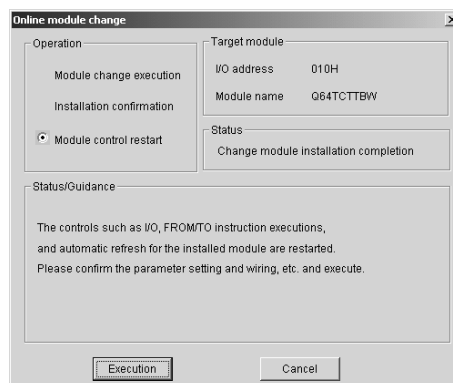 Online module change
Operation
Module change execution
Installation confirmation
Module control restart
Target module
I/O address 010H
Module name Q64TCTTBW
Status
Change module installation completion
Status/Guidance
The controls such as I/O, FROM/TO instruction executions,
and automatic refresh for the installed module are restarted.
Please confirm the parameter setting and wiring, etc. and execute.
Execution
Cancel